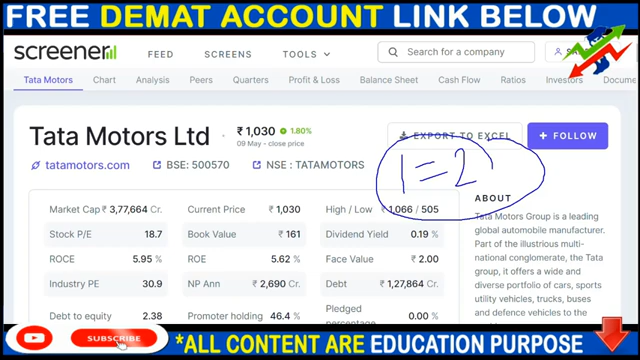 FREE DEMAT ACCOUNT LINK BELOW
screener
FEED SCREENS TOOLS
Search for a company
Tata Motors Chart Analysis Peers Quarters Profit & Loss Balance Sheet Cash Flow Ratios Investors
Tata Motors Ltd
₹ 1,030 1.80%
09 May - close price
EXPORT TO EXCEL
+ FOLLOW
tatamotors.com BSE: 500570 NSE : TATAMOTORS
1=2
Market Cap ₹ 3,77,664 Cr. Current Price ₹ 1,030 High / Low ₹ 1,066 / 505
Stock P/E 18.7 Book Value ₹ 161 Dividend Yield 0.19 %
ROCE 5.95 % ROE 5.62 % Face Value ₹ 2.00
Industry PE 30.9 NP Ann ₹ 2,690 Cr. Debt ₹ 1,27,864 Cr.
Debt to equity 2.38 Promoter holding 46.4 % Pledged percentage 0.00 %
ABOUT
Tata Motors Group is a leading
global automobile manufacturer.
Part of the illustrious multi-
national conglomerate, the Tata
group, it offers a wide and
diverse portfolio of cars, sports
utility vehicles, trucks, buses
and defence vehicles to the
SUBSCRIBE
*ALL CONTENT ARE EDUCATION PURPOSE